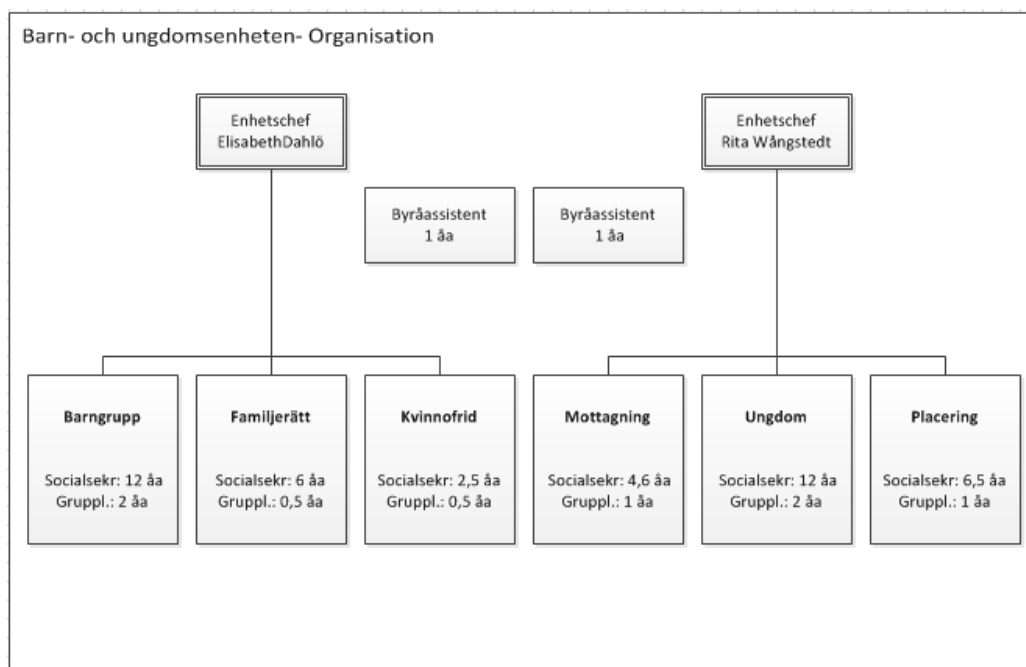 Barn- och ungdomsenheten- Organisation
Enhetschef
ElisabethDahlö
Enhetschef
Rita Wångstedt
Byråassistent
1 åa
Byråassistent
1 åa
Barngrupp
Socialsekr: 12 åa
Gruppl.: 2 åa
Familjerätt
Socialsekr: 6 åa
Gruppl.: 0,5 åa
Kvinnofrid
Socialsekr: 2,5 åa
Gruppl.: 0,5 åa
Mottagning
Socialsekr: 4,6 åa
Gruppl.: 1 åa
Ungdom
Socialsekr: 12 åa
Gruppl.: 2 åa
Placering
Socialsekr: 6,5 åa
Gruppl.: 1 åa